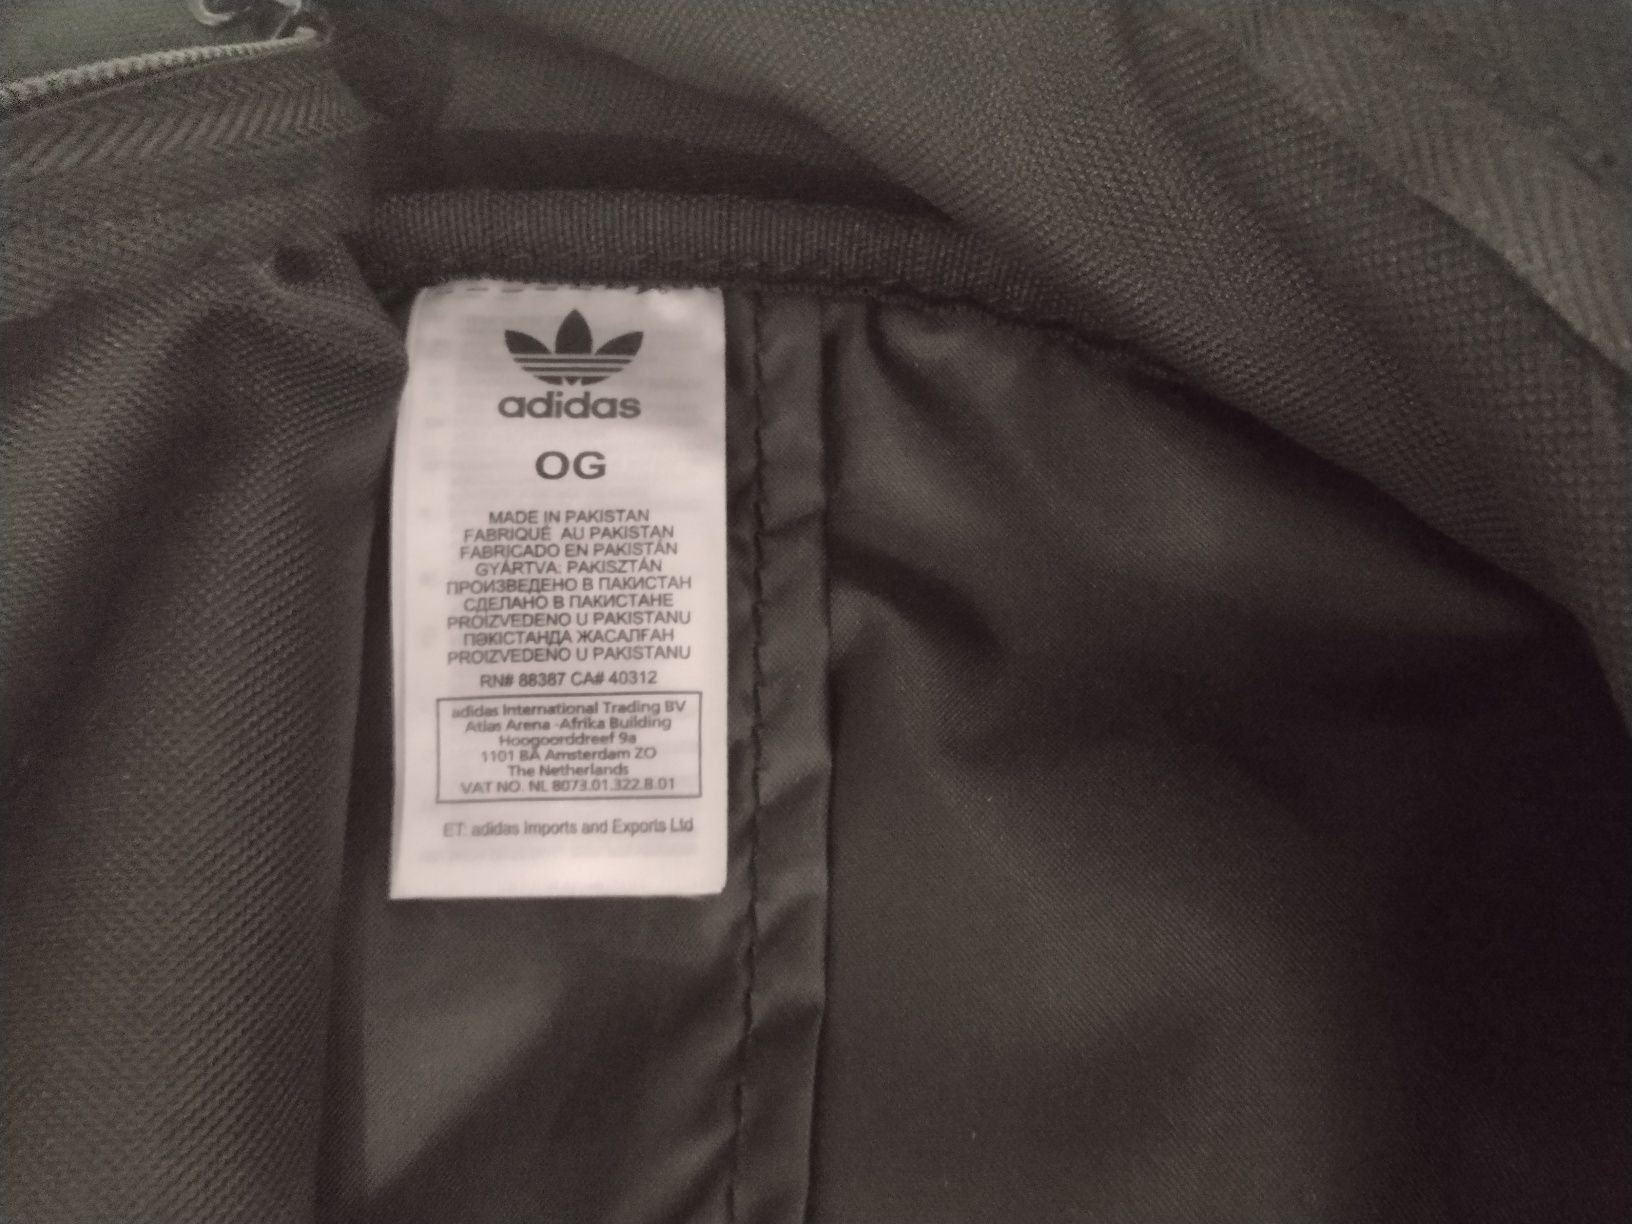 adidas
OG
MADE IN PAKISTAN
FABRIQUÉ AU PAKISTAN
FABRICADO EN PAKISTÁN
GYÁRTVA: PAKISZTÁN
ПРОИЗВЕДЕНО В ПАКИСТАН
СДЕЛАНО В ПАКИСТАНЕ
PROIZVEDENO U PAKISTANU
ПӘКІСТАНДА ЖАСАЛҒАН
PROIZVEDENO U PAKISTANU
RN# 88387 CA# 40312
adidas International Trading BV
Atlas Arena -Afrika Building
Hoogoorddreef 9a
1101 BA Amsterdam ZO
The Netherlands
VAT NO. NL 8073.01.322.B.01
ET: adidas Imports and Exports Ltd